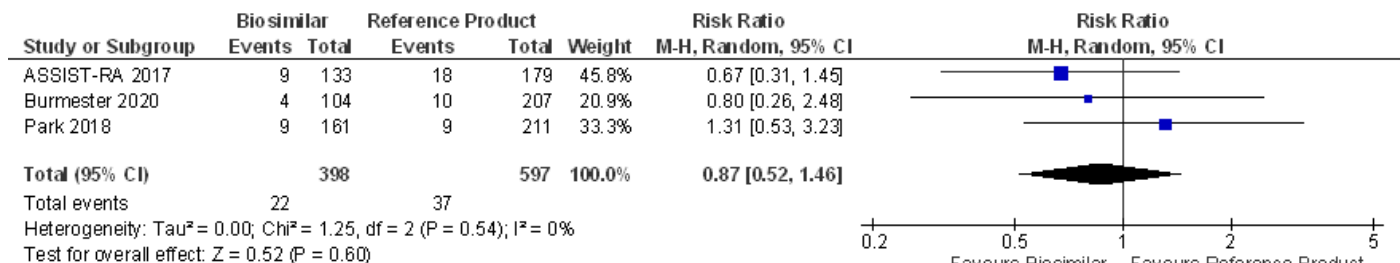 Biosimilar Reference Product Risk Ratio Risk Ratio
Study or Subgroup Events Total Events Total Weight M-H, Random, 95% CI M-H, Random, 95% CI
ASSIST-RA 2017 9 133 18 179 45.8% 0.67 [0.31, 1.45]
Burmester 2020 4 104 10 207 20.9% 0.80 [0.26, 2.48]
Park 2018 9 161 9 211 33.3% 1.31 [0.53, 3.23]
Total (95% CI) 398 597 100.0% 0.87 [0.52, 1.46]
Total events 22 37
Heterogeneity: Tau² = 0.00; Chi² = 1.25, df = 2 (P = 0.54); I² = 0%
Test for overall effect: Z = 0.52 (P = 0.60)
0.2 0.5 1 2 5
Favours Biosimilar Favours Reference Product